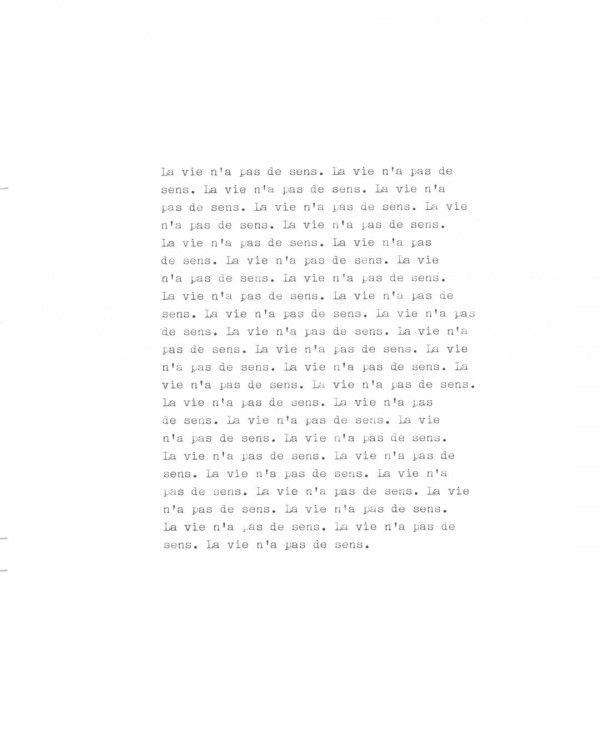 La vie n'a pas de sens. La vie n'a pas de
sens. La vie n'a pas de sens. La vie n'a
pas de sens. La vie n'a pas de sens. La vie
n'a pas de sens. La vie n'a pas de sens.
La vie n'a pas de sens. La vie n'a pas
de sens. La vie n'a pas de sens. La vie
n'a pas de sens. La vie n'a pas de sens.
La vie n'a pas de sens. La vie n'a pas de
sens. La vie n'a pas de sens. La vie n'a pas
de sens. La vie n'a pas de sens. La vie n'a
pas de sens. La vie n'a pas de sens. La vie
n'a pas de sens. La vie n'a pas de sens. La
vie n'a pas de sens. La vie n'a pas de sens.
La vie n'a pas de sens. La vie n'a pas
de sens. La vie n'a pas de sens. La vie
n'a pas de sens. La vie n'a pas de sens.
La vie n'a pas de sens. La vie n'a pas de
sens. La vie n'a pas de sens. La vie n'a
pas de sens. La vie n'a pas de sens. La vie
n'a pas de sens. La vie n'a pas de sens.
La vie n'a pas de sens. La vie n'a pas de
sens. La vie n'a pas de sens.